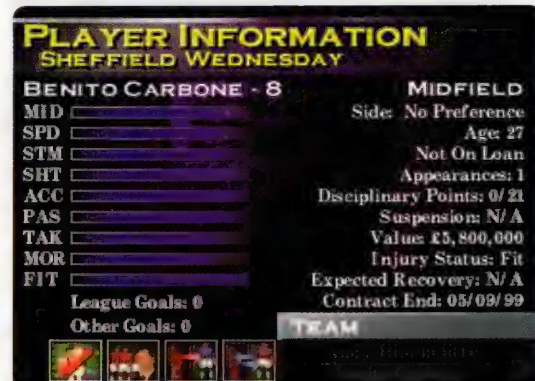 PLAYER INFORMATION
SHEFFIELD WEDNESDAY
BENITO CARBONE - 8
MIDFIELD
MID
SPD
STM
SHT
ACC
PAS
TAK
MOR
FIT
League Goals: 0
Other Goals: 0
Side: No Preference
Age: 27
Not On Loan
Appearances: 1
Disciplinary Points: 0/ 21
Suspension: N/ A
Value: £5, 800, 000
Injury Status: Fit
Expected Recovery: N/ A
Contract End: 05/ 09/ 99
TEAM